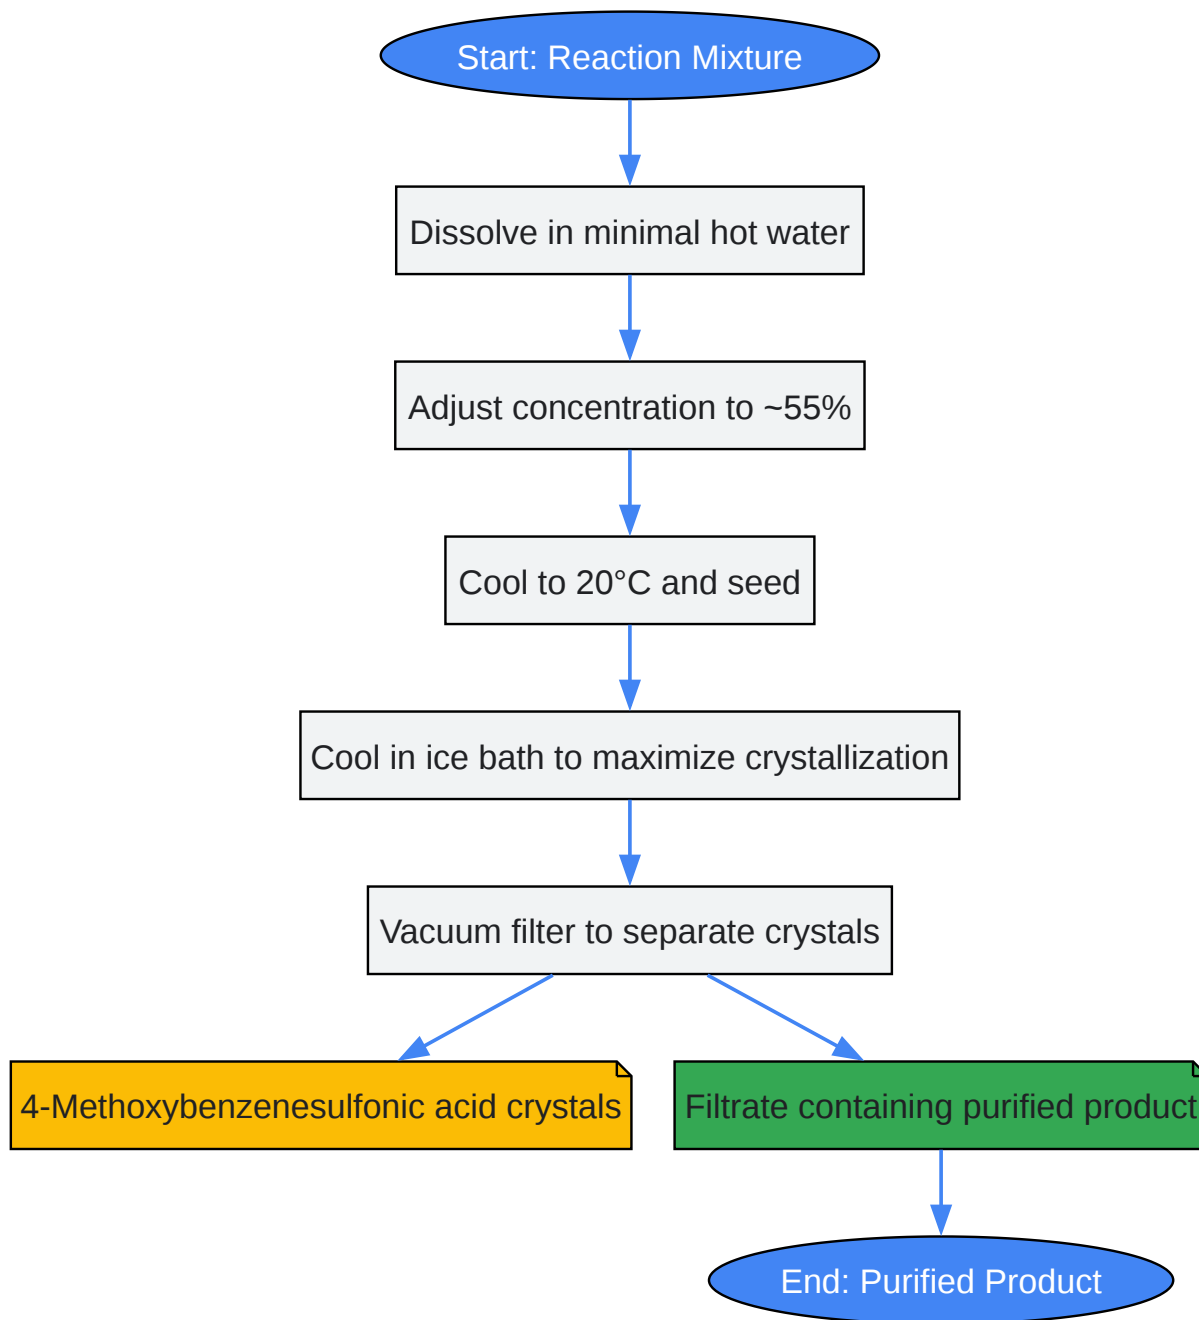 Start: Reaction Mixture
Dissolve in minimal hot water
Adjust concentration to ~55%
Cool to 20°C and seed
Cool in ice bath to maximize crystallization
Vacuum filter to separate crystals
4-Methoxybenzenesulfonic acid crystals
Filtrate containing purified product
End: Purified Product